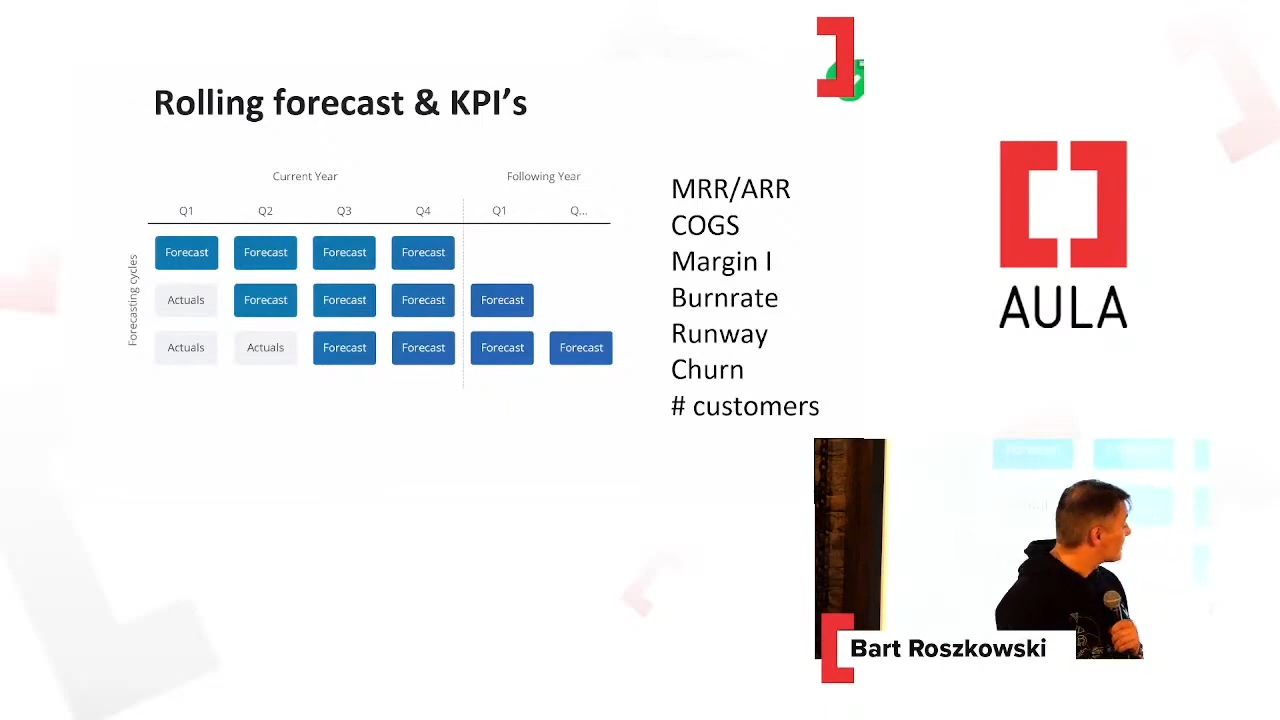 Rolling forecast & KPI’s
Current Year Following Year
Q1 Q2 Q3 Q4 Q1 Q...
Forecasting cycles
Forecast Forecast Forecast Forecast
Actuals Forecast Forecast Forecast Forecast
Actuals Actuals Forecast Forecast Forecast Forecast
MRR/ARR
COGS
Margin I
Burnrate
Runway
Churn
# customers
AULA
Bart Roszkowski